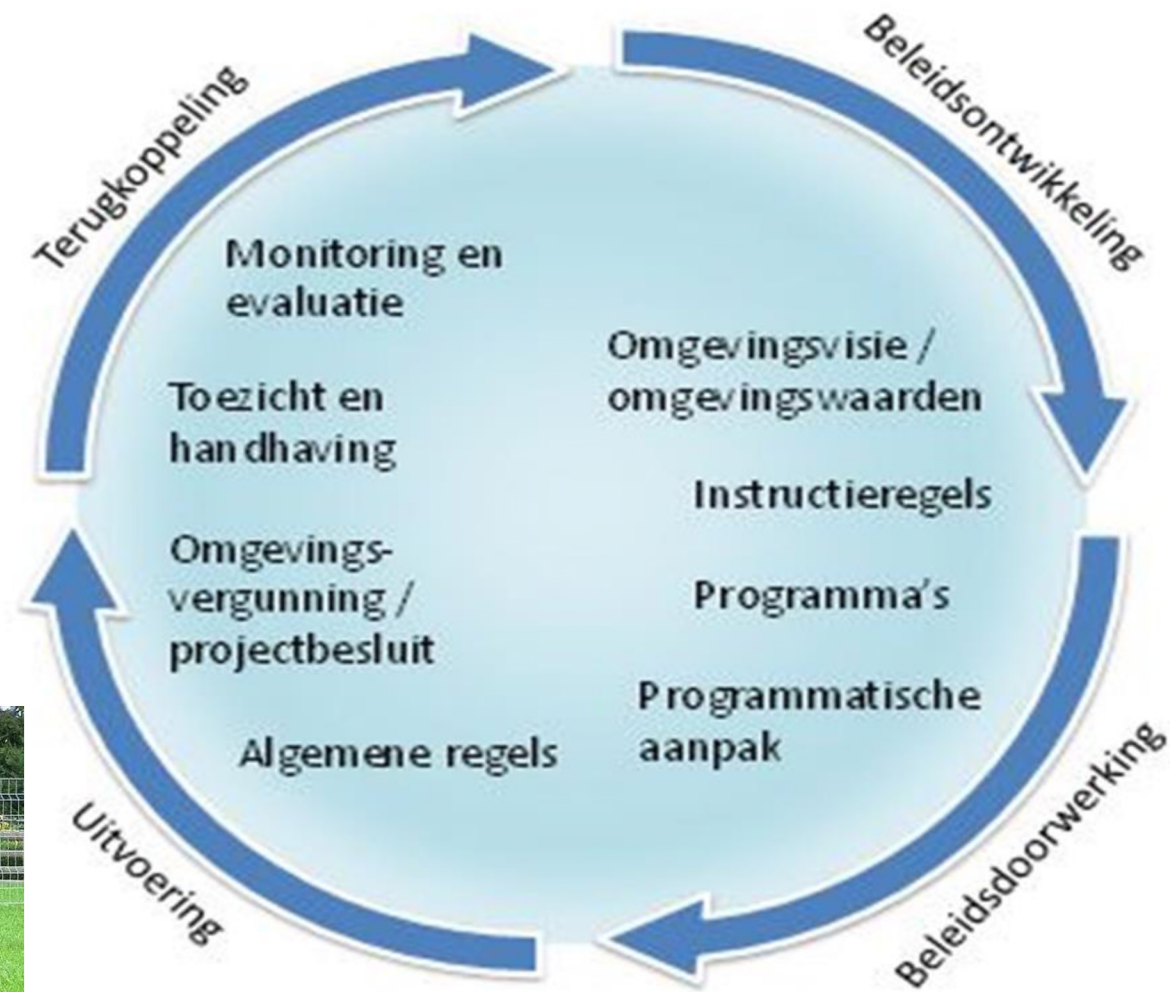 Terugkoppeling
Beleidsontwikkeling
Monitoring en
evaluatie
Omgevingsvisie /
omgevingswaarden
Toezicht en
handhaving
Instructieregels
Omgevings-
vergunning /
projectbesluit
Programma's
Programmatische
aanpak
Algemene regels
Uitvoering
Beleidsdoorwerking